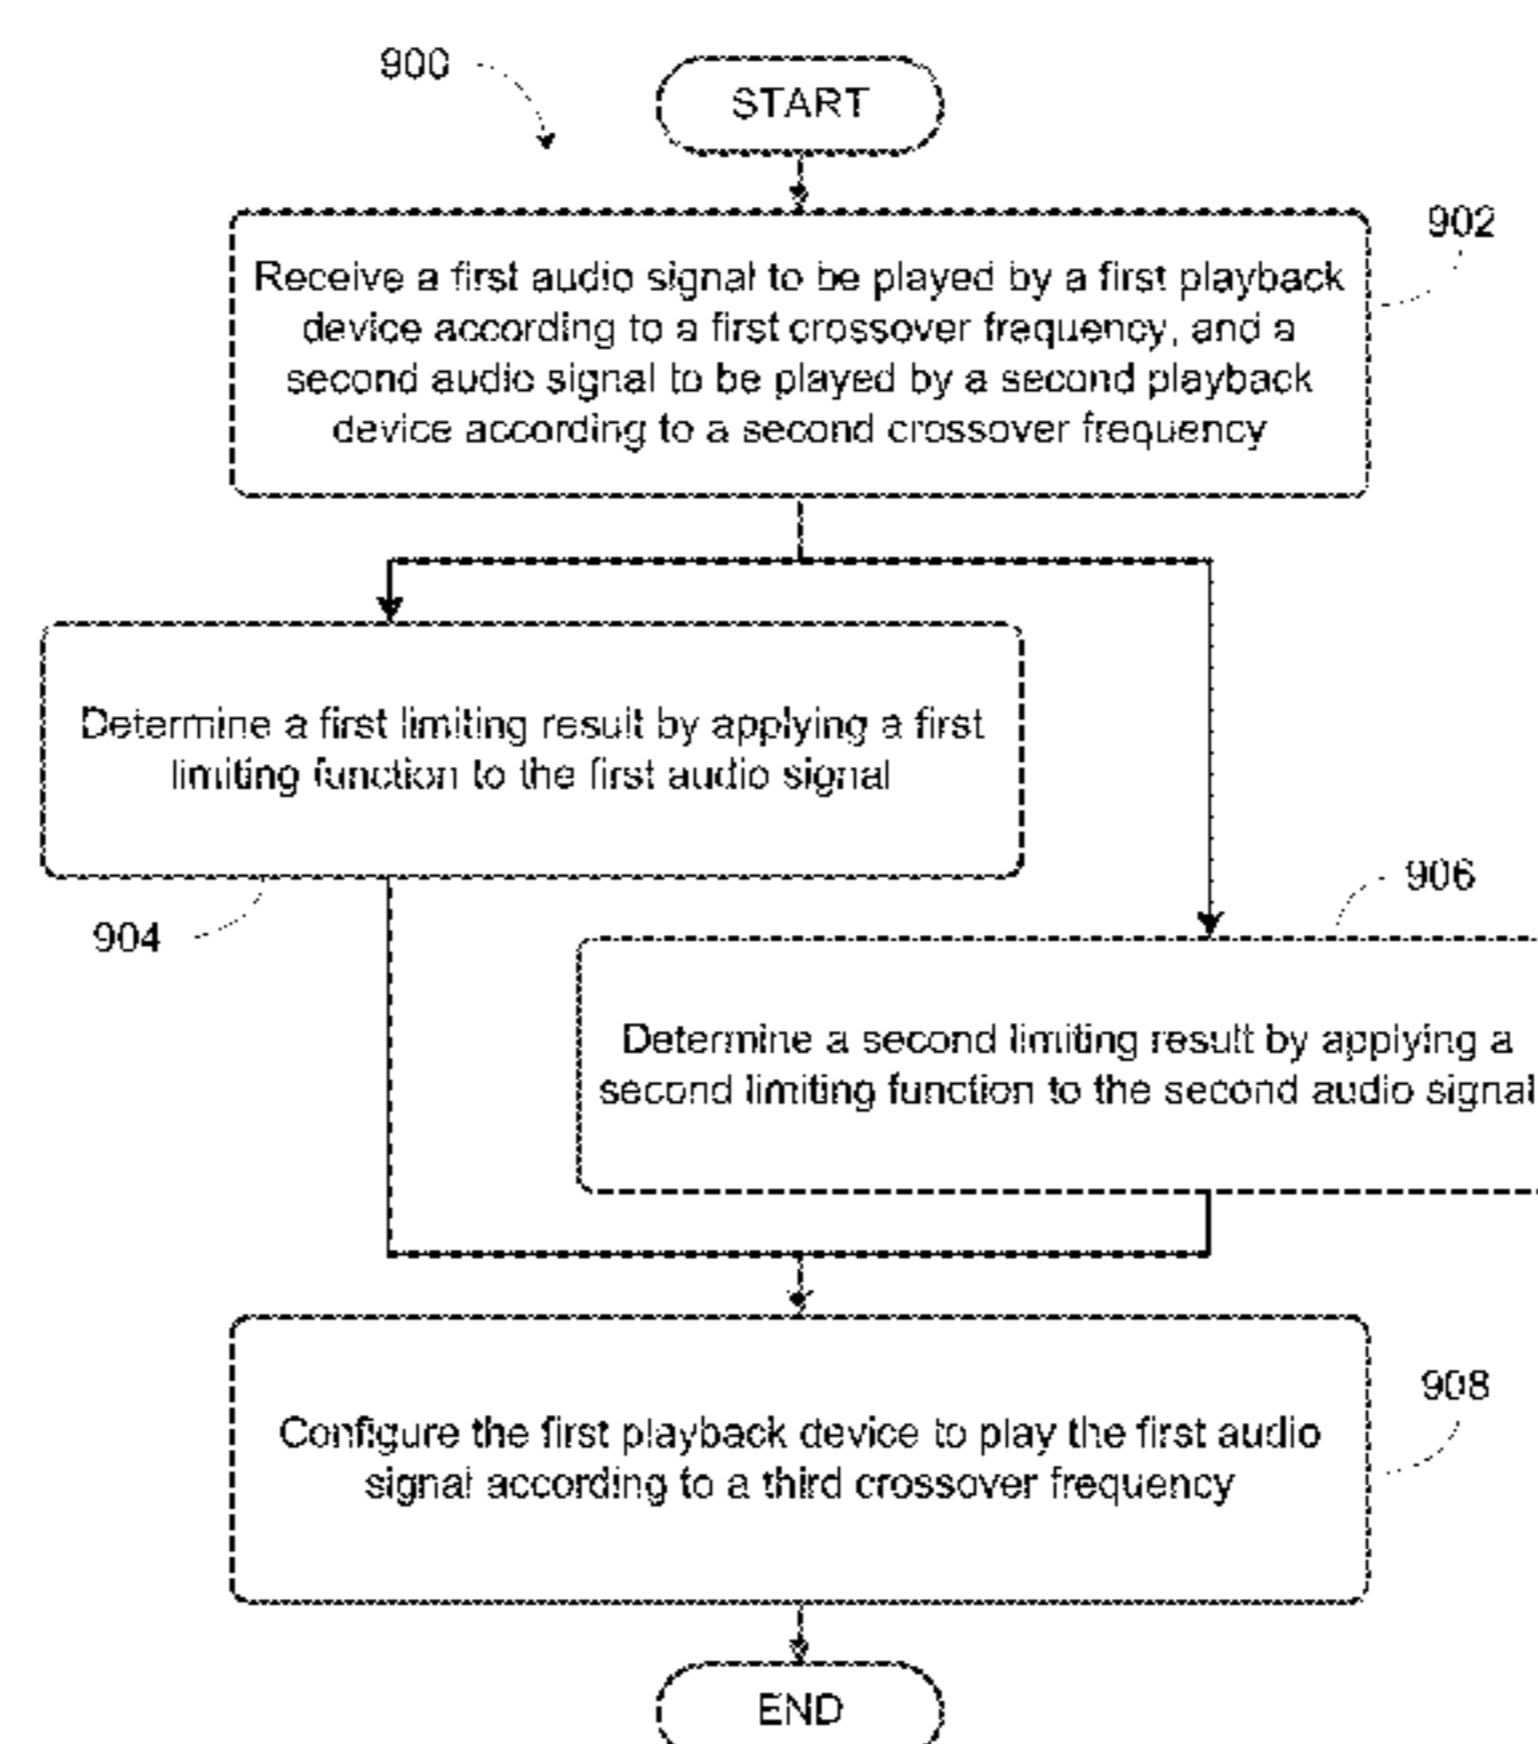 900
START
902
Receive a first audio signal to be played by a first playback
device according to a first crossover frequency, and a
second audio signal to be played by a second playback
device according to a second crossover frequency
Determine a first limiting result by applying a first
limiting function to the first audio signal
904
906
Determine a second limiting result by applying a
second limiting function to the second audio signal
908
Configure the first playback device to play the first audio
signal according to a third crossover frequency
END